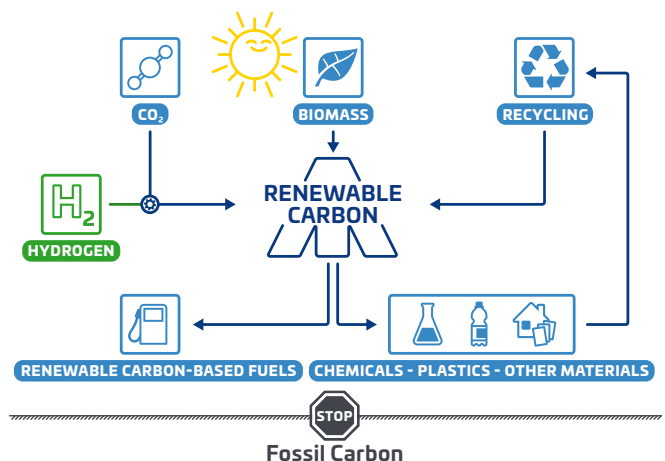 CO₂
BIOMASS
RECYCLING
H₂
HYDROGEN
RENEWABLE
CARBON
RENEWABLE CARBON-BASED FUELS
CHEMICALS - PLASTICS - OTHER MATERIALS
STOP
Fossil Carbon